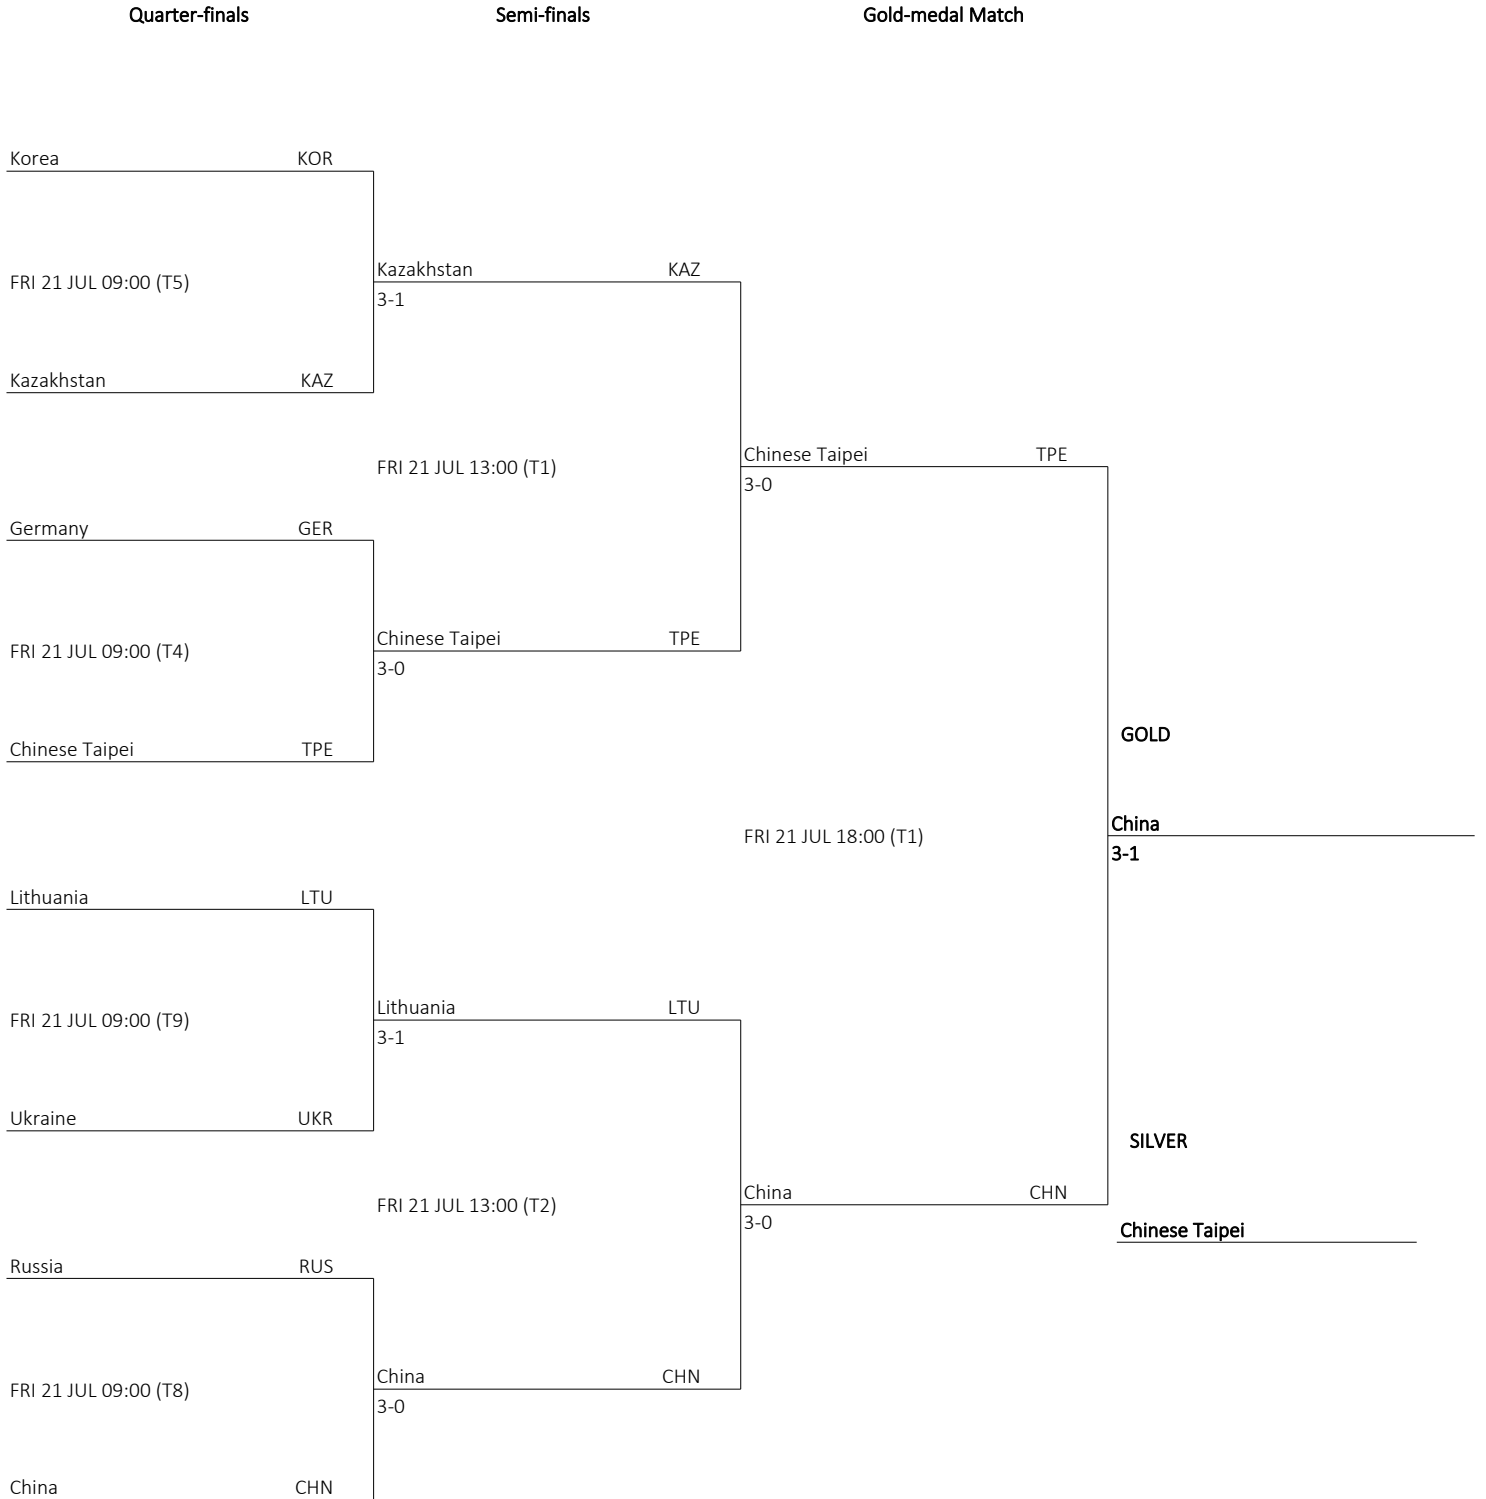 Quarter-finals Semi-finals Gold-medal Match
Korea KOR
Kazakhstan KAZ
FRI 21 JUL 09:00 (T5)
3-1
Kazakhstan KAZ
Chinese Taipei TPE
FRI 21 JUL 13:00 (T1)
3-0
Germany GER
Chinese Taipei TPE
FRI 21 JUL 09:00 (T4)
3-0
GOLD
Chinese Taipei TPE
China
FRI 21 JUL 18:00 (T1)
3-1
Lithuania LTU
Lithuania LTU
FRI 21 JUL 09:00 (T9)
3-1
Ukraine UKR
SILVER
China CHN
FRI 21 JUL 13:00 (T2)
3-0
Chinese Taipei
Russia RUS
China CHN
FRI 21 JUL 09:00 (T8)
3-0
China CHN